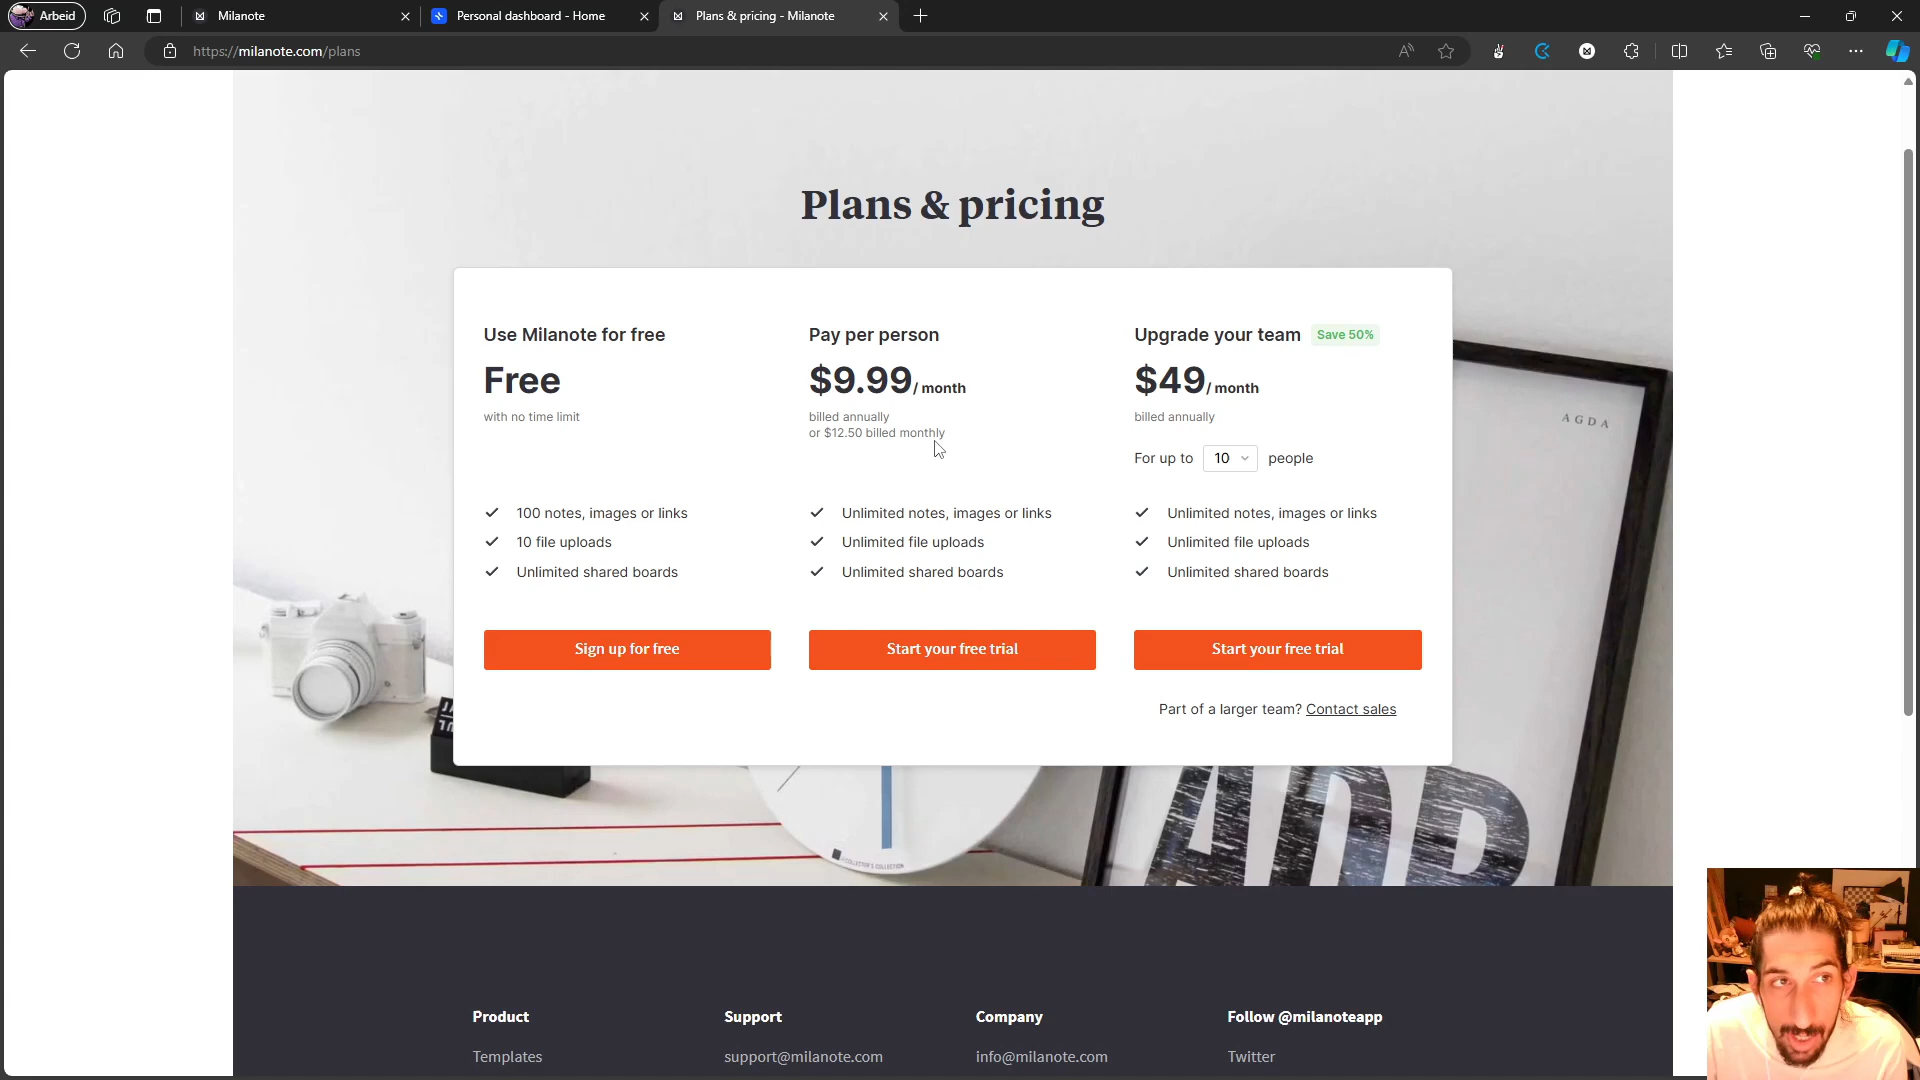 Arbeid
Milanote
Personal dashboard - Home
Plans & pricing - Milanote
https://milanote.com/plans
Plans & pricing
Use Milanote for free
Free
with no time limit
100 notes, images or links
10 file uploads
Unlimited shared boards
Sign up for free
Pay per person
$9.99/ month
billed annually
or $12.50 billed monthly
Unlimited notes, images or links
Unlimited file uploads
Unlimited shared boards
Start your free trial
Upgrade your team Save 50%
$49/ month
billed annually
For up to 10 people
Unlimited notes, images or links
Unlimited file uploads
Unlimited shared boards
Start your free trial
Part of a larger team? Contact sales
AGDA
Product
Templates
Support
support@milanote.com
Company
info@milanote.com
Follow @milanoteapp
Twitter